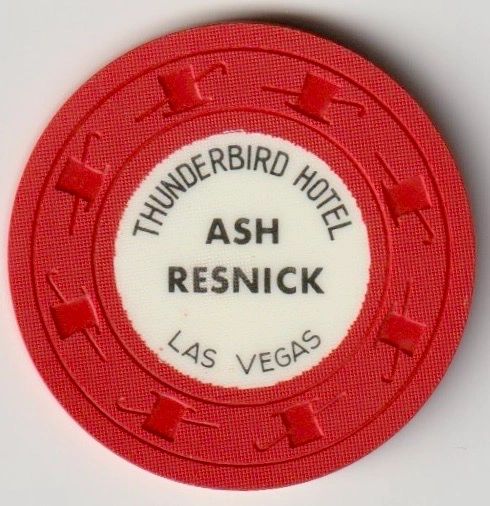 THUNDERBIRD HOTEL
ASH
RESNICK
LAS VEGAS